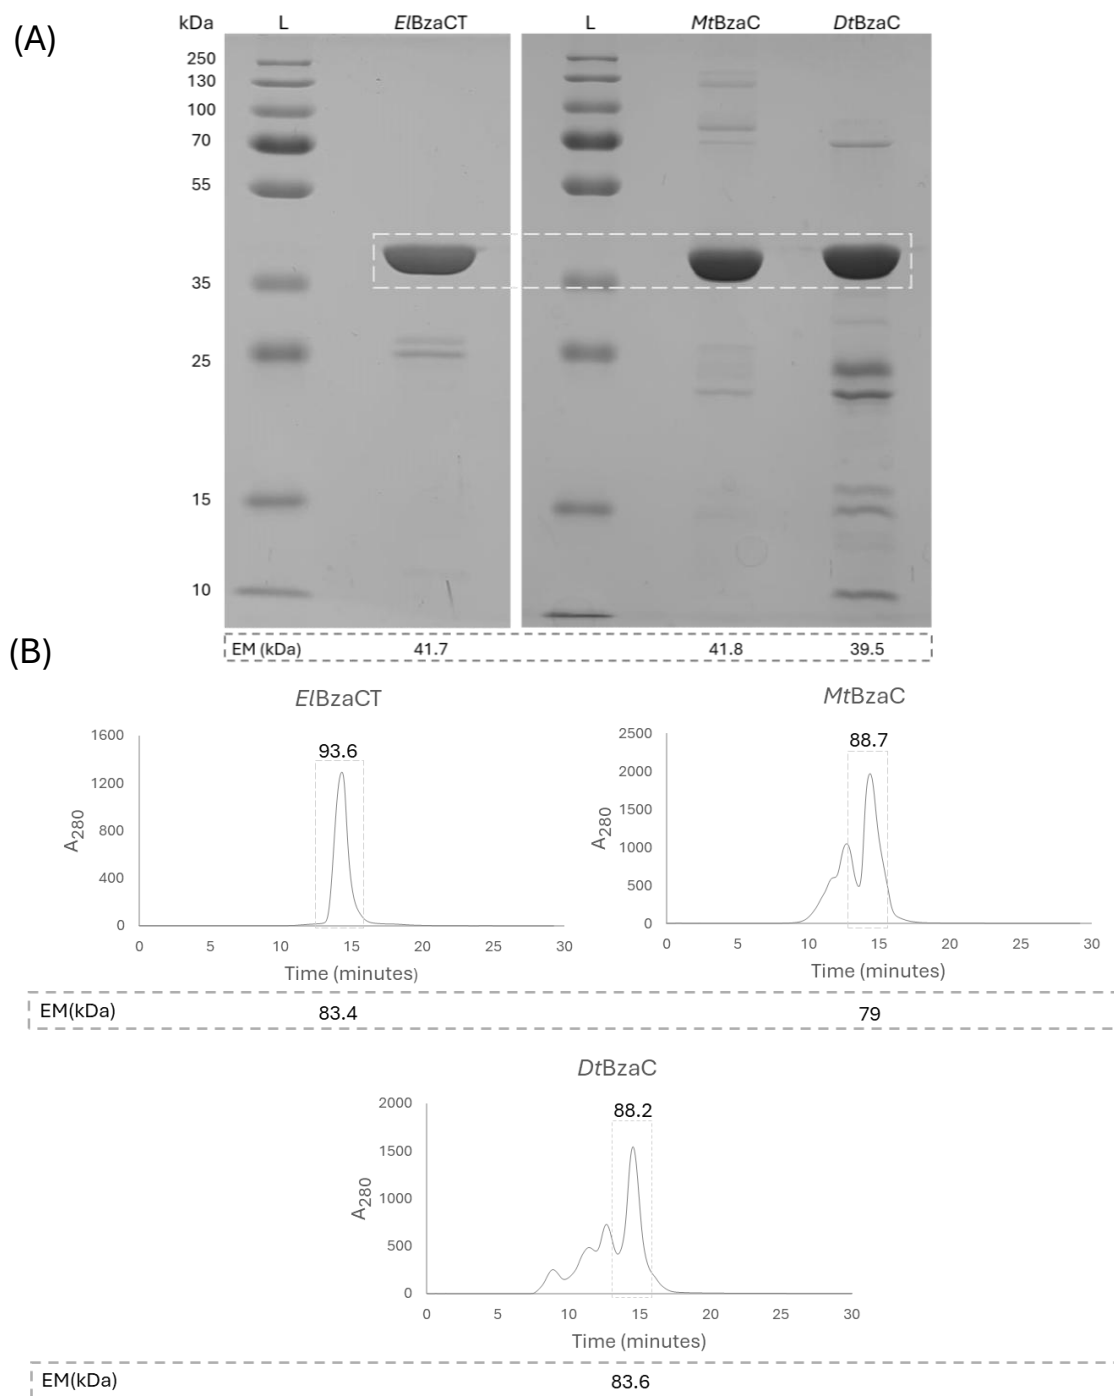 (A)
kDa L ElBzaCT L MtBzaC DtBzaC
250
130
100
70
55
35
25
15
10
EM (kDa) 41.7 41.8 39.5
(B)
ElBzaCT
93.6
1600
1200
800
400
0
A280
0 5 10 15 20 25 30
Time (minutes)
MtBzaC
88.7
2500
2000
1500
1000
500
0
A280
0 5 10 15 20 25 30
Time (minutes)
EM(kDa) 83.4 79
DtBzaC
88.2
2000
1500
1000
500
0
A280
0 5 10 15 20 25 30
Time (minutes)
EM(kDa) 83.6